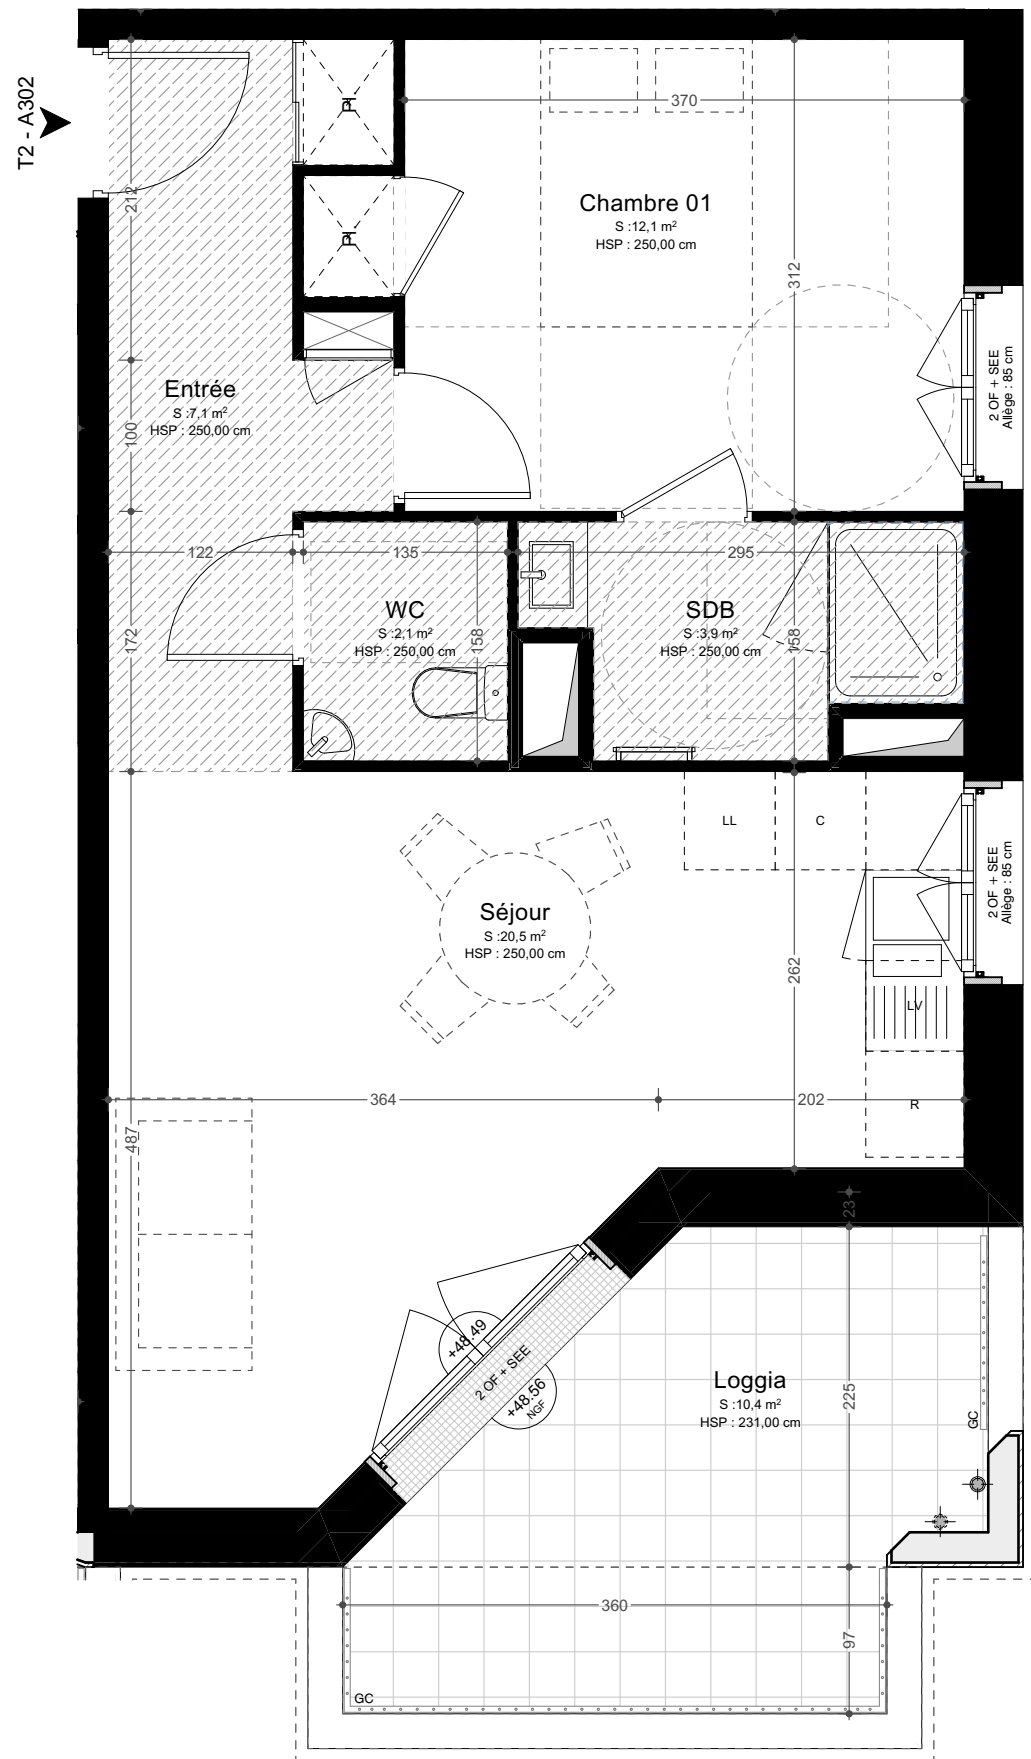 T2 - A302
Pl
370
212
Pl
Chambre 01
S :12,1 m²
HSP : 250,00 cm
312
2 OF + SEE
Allège : 85 cm
Entrée
S :7,1 m²
HSP : 250,00 cm
100
122
135
295
WC
S :2,1 m²
HSP : 250,00 cm
158
SDB
S :3,9 m²
HSP : 250,00 cm
158
172
LL
C
2 OF + SEE
Allège : 85 cm
Séjour
S :20,5 m²
HSP : 250,00 cm
262
LV
364
202
R
487
23
+48.49
2 OF + SEE
+48.56
NGF
Loggia
S :10,4 m²
HSP : 231,00 cm
225
GC
360
97
GC